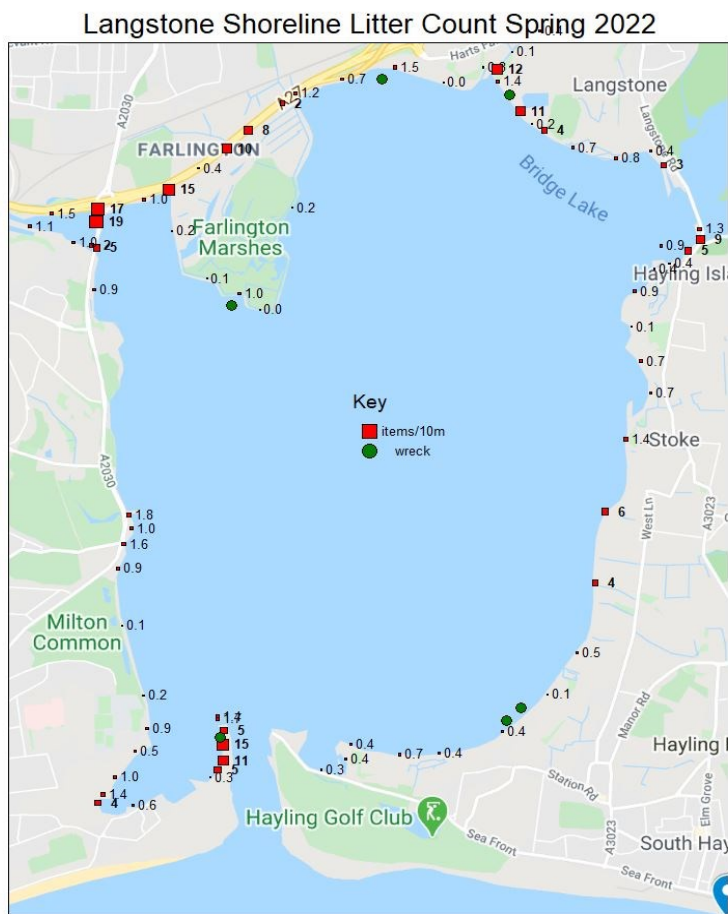 Langstone Shoreline Litter Count Spring 2022
0.4
Harts Fa
0.1
1.5
0.7
0.0
12
1.4
Langstone
1.2
2
A2030
11
0.2
4
8
FARLINGTON
10
0.7
0.8
0.4
Langstone Rd
3
0.4
15
1.0
Bridge Lake
17
1.5
19
1.1
0.2
Farlington
Marshes
0.2
1.3
9
0.9
5
1.0
5
0.4
Hayling Isla
0.1
1.0
0.0
0.9
0.9
0.1
0.7
Key
items/10m
wreck
0.7
1.4
Stoke
A2030
West Ln
A3023
1.8
1.0
1.6
0.9
6
4
Milton
Common
0.1
0.5
0.2
0.1
Manor Rd
0.9
5
15
0.4
0.4
0.4
0.7
0.4
Hayling I
0.5
11
5
0.3
0.3
1.0
1.4
4
0.6
Station Rd
Elm Grove
Hayling Golf Club
A3023
Sea Front
South Hay
Sea Front